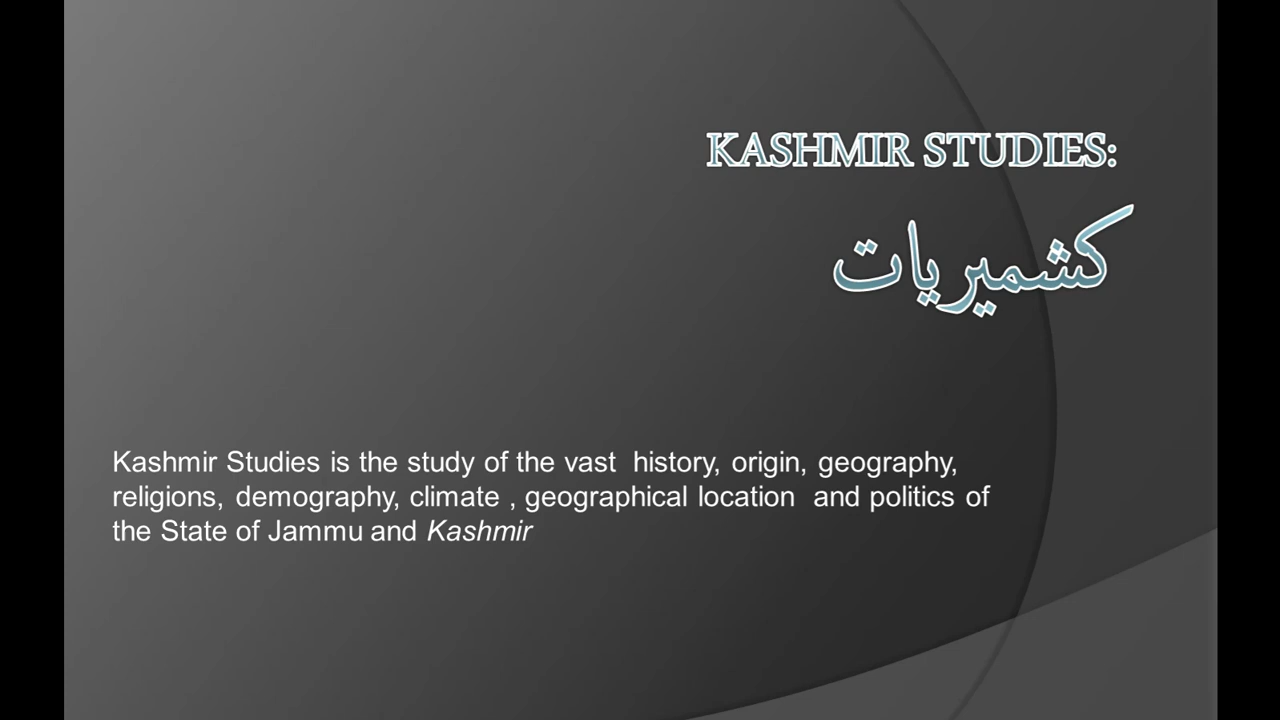 KASHMIR STUDIES:
کشمیریات
Kashmir Studies is the study of the vast  history, origin, geography,
religions, demography, climate , geographical location  and politics of
the State of Jammu and Kashmir